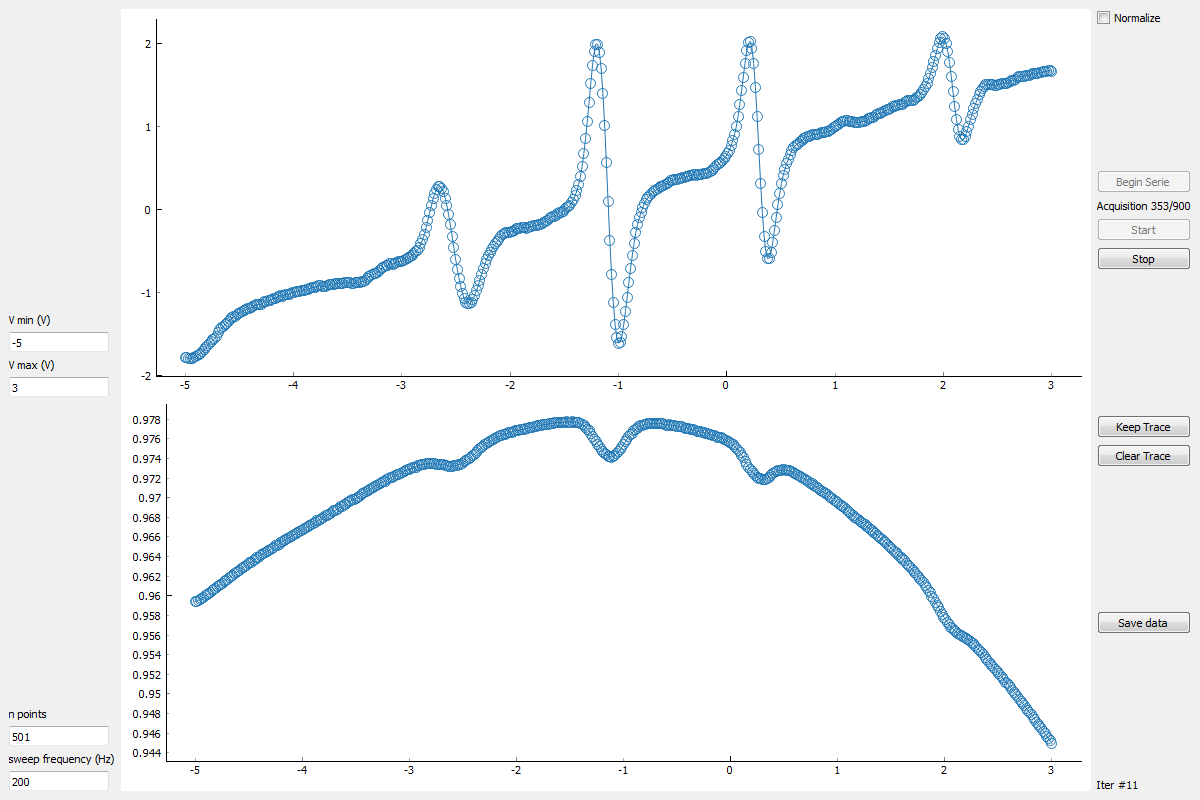 Normalize
Begin Serie
Acquisition 353/900
Start
Stop
V min (V)
-5
V max (V)
3
Keep Trace
Clear Trace
Save data
n points
501
sweep frequency (Hz)
200
Iter #11
2
1
0
-1
-2
-5 -4 -3 -2 -1 0 1 2 3
0.978
0.976
0.974
0.972
0.97
0.968
0.966
0.964
0.962
0.96
0.958
0.956
0.954
0.952
0.95
0.948
0.946
0.944
-5 -4 -3 -2 -1 0 1 2 3